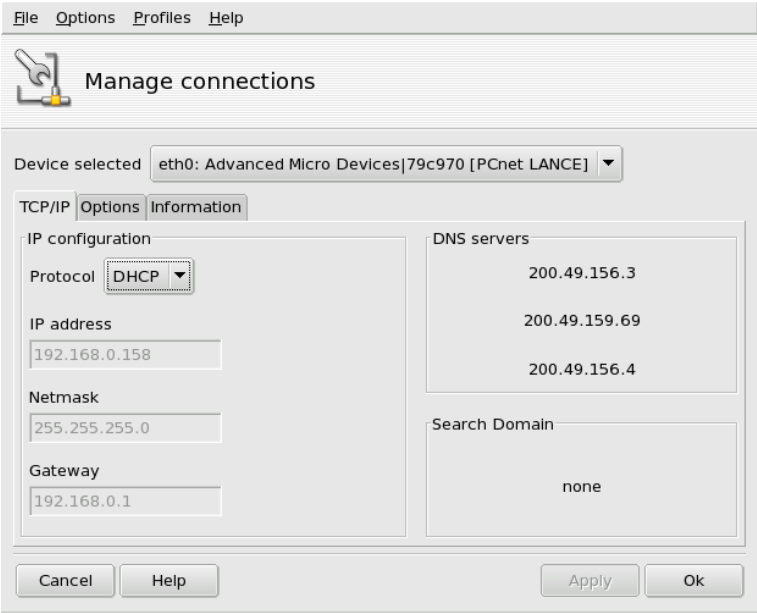 File Options Profiles Help
Manage connections
Device selected eth0: Advanced Micro Devices|79c970 [PCnet LANCE]
TCP/IP Options Information
IP configuration
Protocol DHCP
IP address
192.168.0.158
Netmask
255.255.255.0
Gateway
192.168.0.1
DNS servers
200.49.156.3
200.49.159.69
200.49.156.4
Search Domain
none
Cancel Help Apply Ok